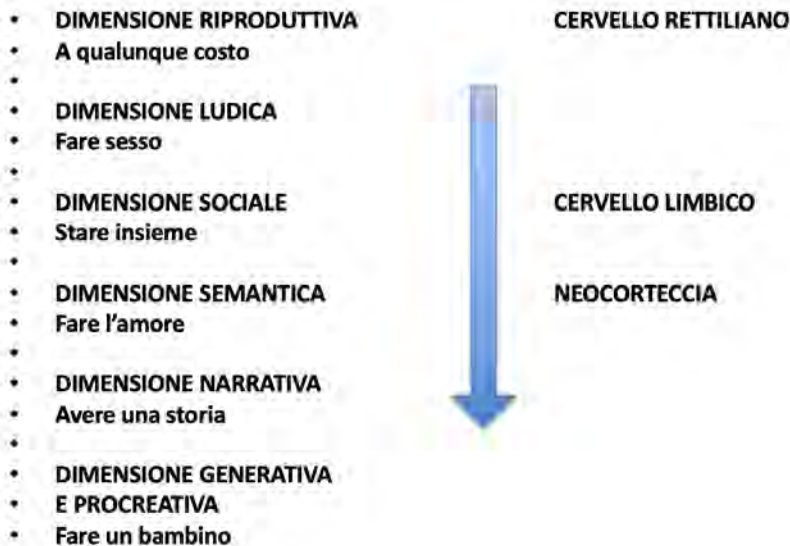 • DIMENSIONE RIPRODUTTIVA CERVELLO RETTILIANO
• A qualunque costo
•
• DIMENSIONE LUDICA
• Fare sesso
•
• DIMENSIONE SOCIALE CERVELLO LIMBICO
• Stare insieme
•
• DIMENSIONE SEMANTICA NEOCORTECCIA
• Fare l'amore
•
• DIMENSIONE NARRATIVA
• Avere una storia
•
• DIMENSIONE GENERATIVA
• E PROCREATIVA
• Fare un bambino